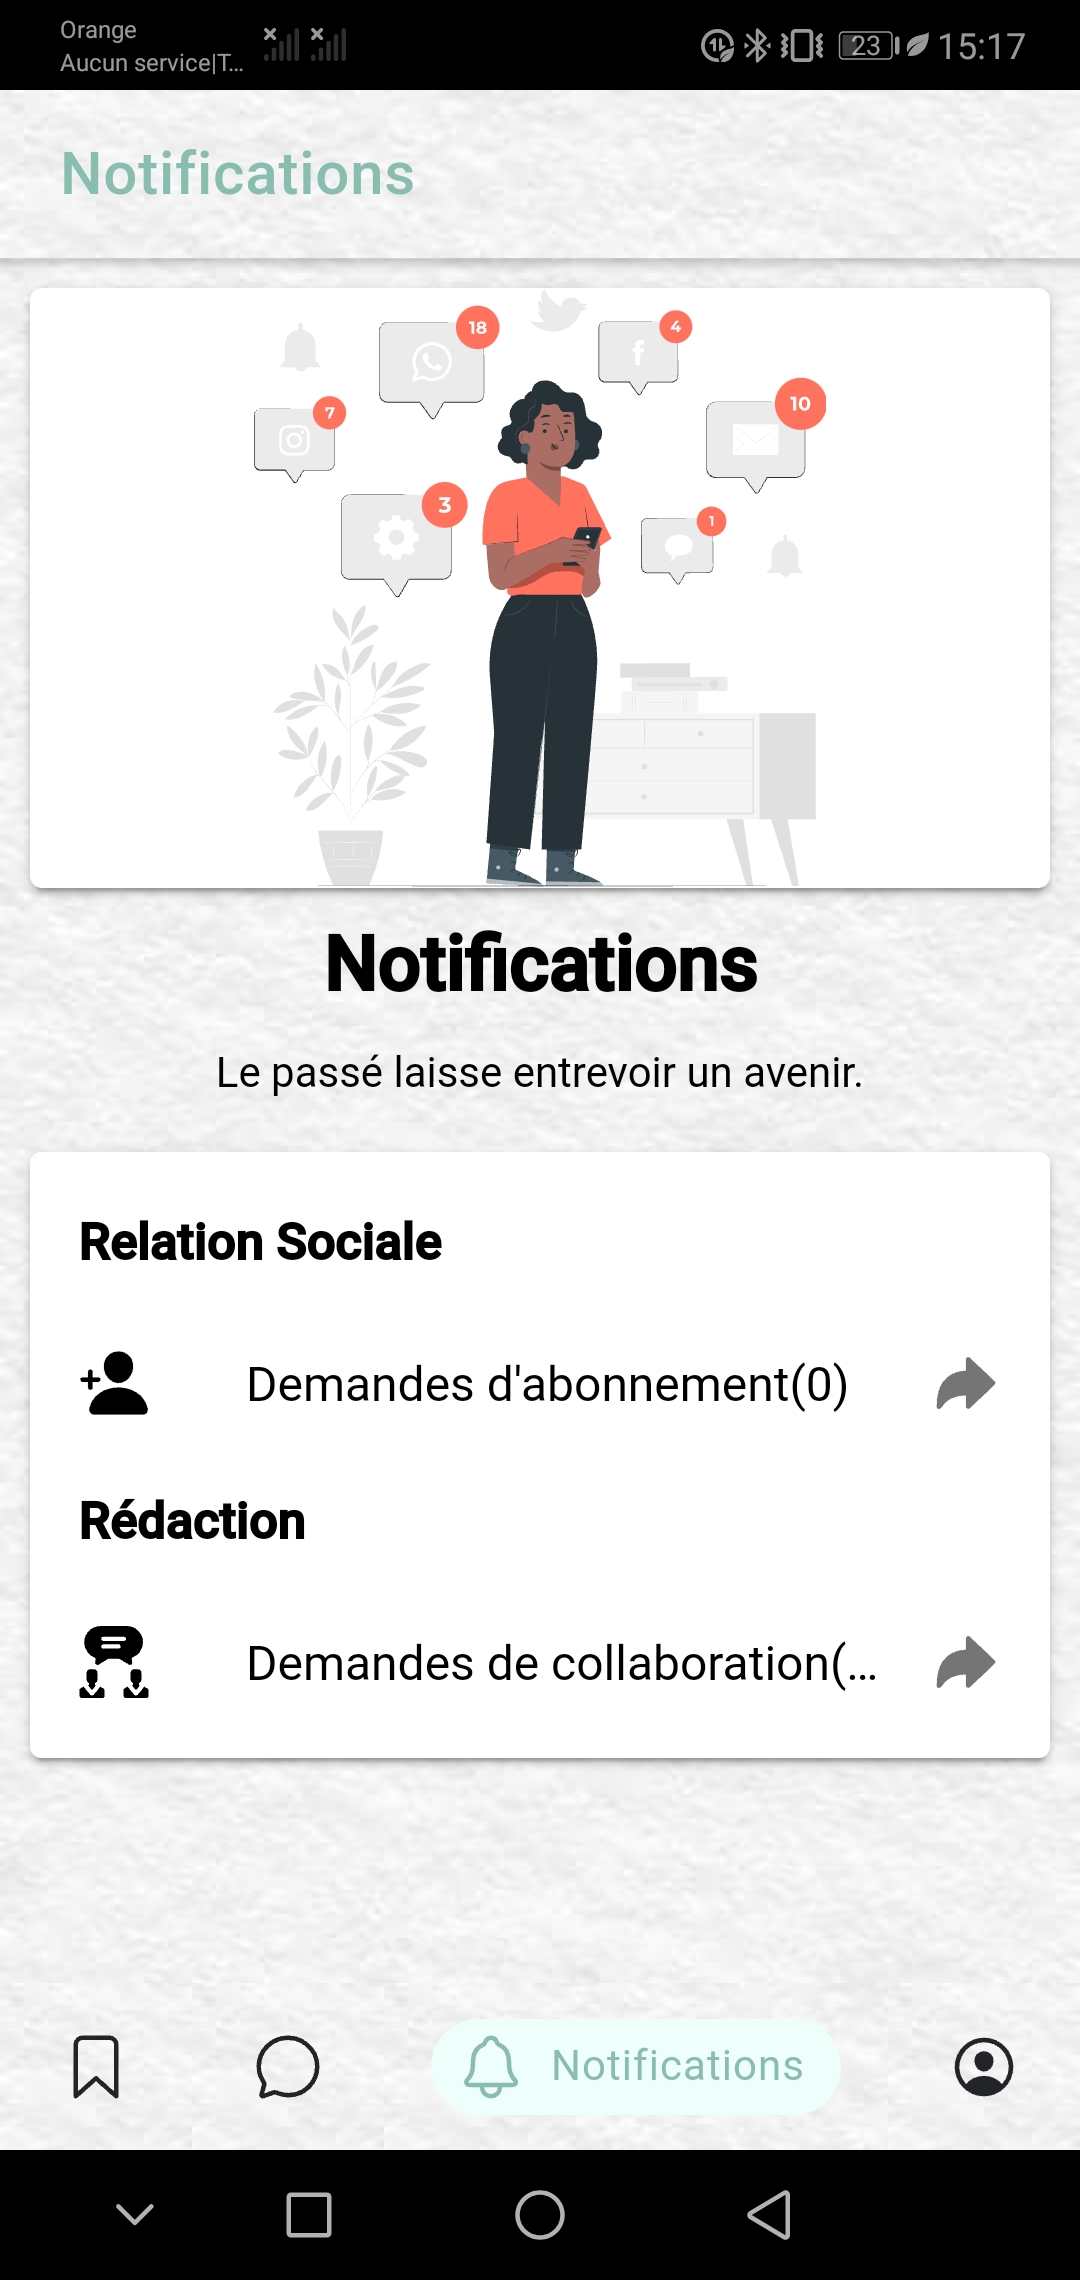 Orange
Aucun service|T...
23
15:17
Notifications
18
4
7
10
3
1
f
Notifications
Le passé laisse entrevoir un avenir.
Relation Sociale
Demandes d'abonnement(0)
Rédaction
Demandes de collaboration(...
Notifications